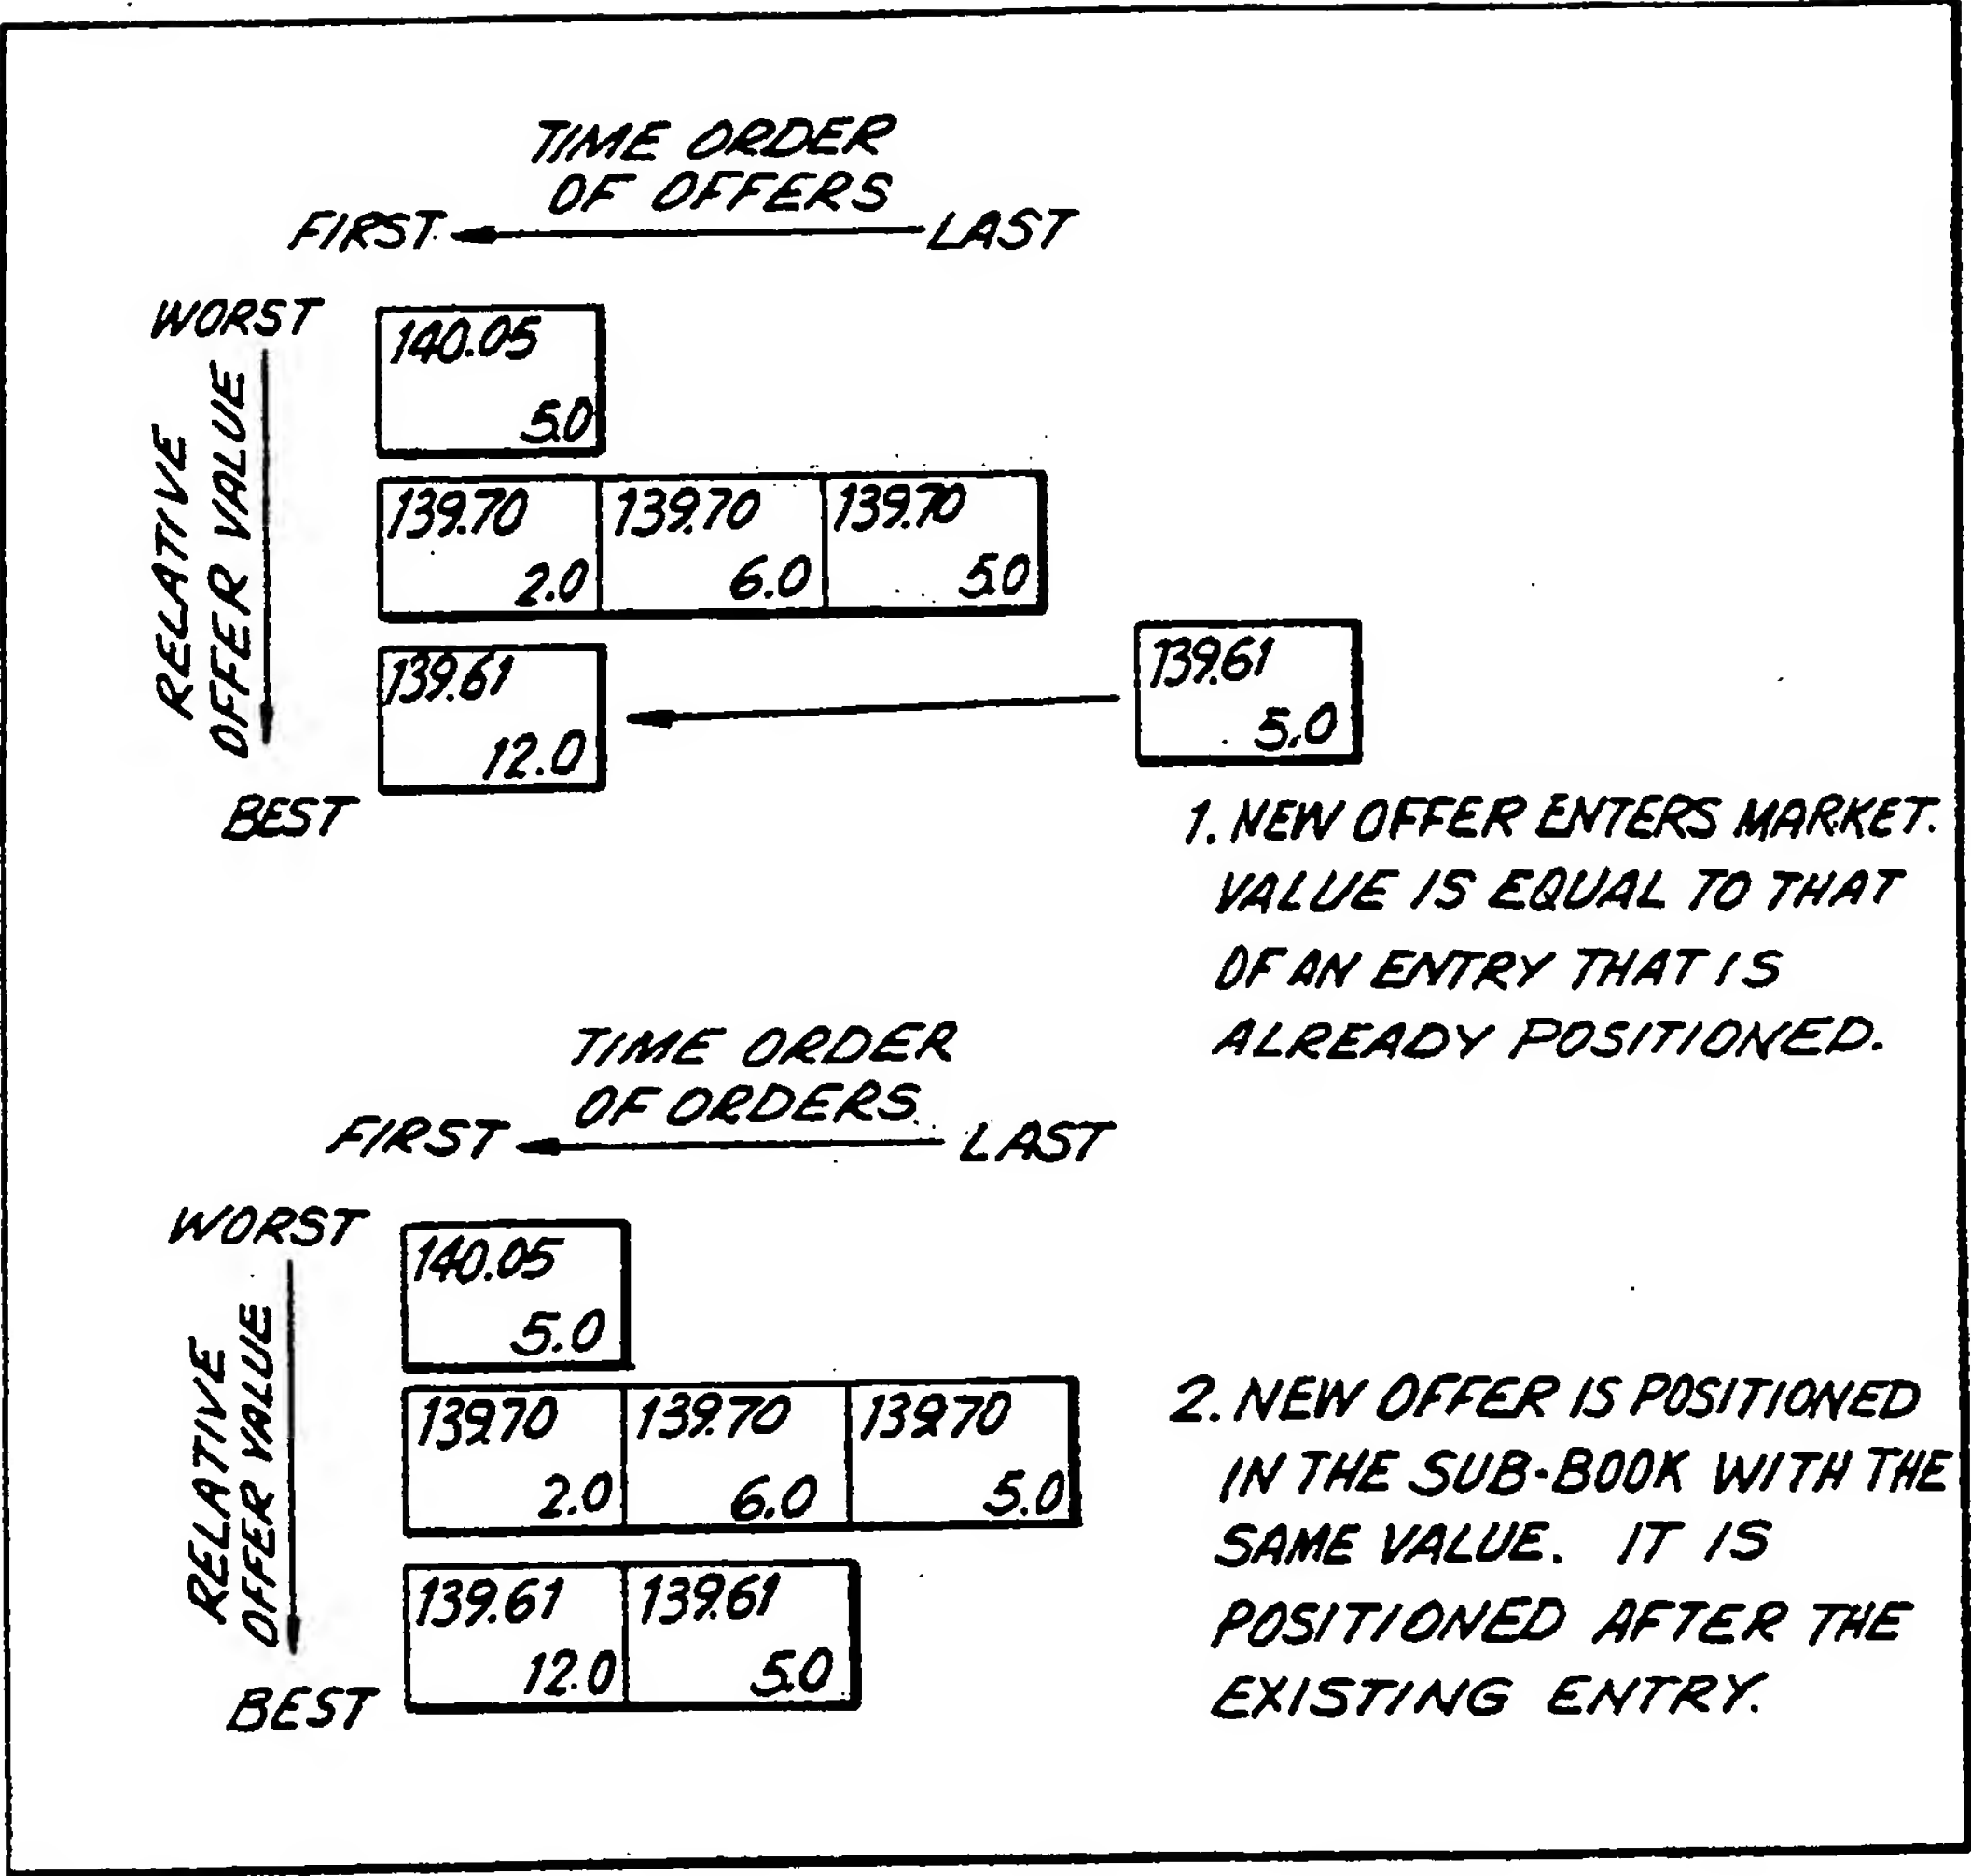 TIME ORDER
OF OFFERS
FIRST LAST
WORST
RELATIVE
OFFER VALUE
BEST
140.05
5.0
139.70 139.70 139.70
2.0 6.0 5.0
139.61
12.0
139.61
5.0
1. NEW OFFER ENTERS MARKET.
VALUE IS EQUAL TO THAT
OF AN ENTRY THAT IS
ALREADY POSITIONED.
TIME ORDER
OF ORDERS
FIRST LAST
WORST
RELATIVE
OFFER VALUE
BEST
140.05
5.0
139.70 139.70 139.70
2.0 6.0 5.0
139.61 139.61
12.0 5.0
2. NEW OFFER IS POSITIONED
IN THE SUB-BOOK WITH THE
SAME VALUE. IT IS
POSITIONED AFTER THE
EXISTING ENTRY.